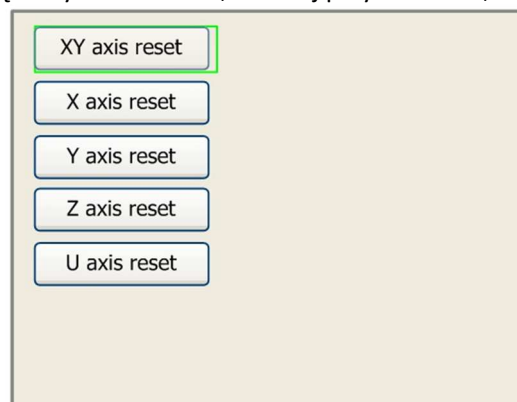 XY axis reset
X axis reset
Y axis reset
Z axis reset
U axis reset